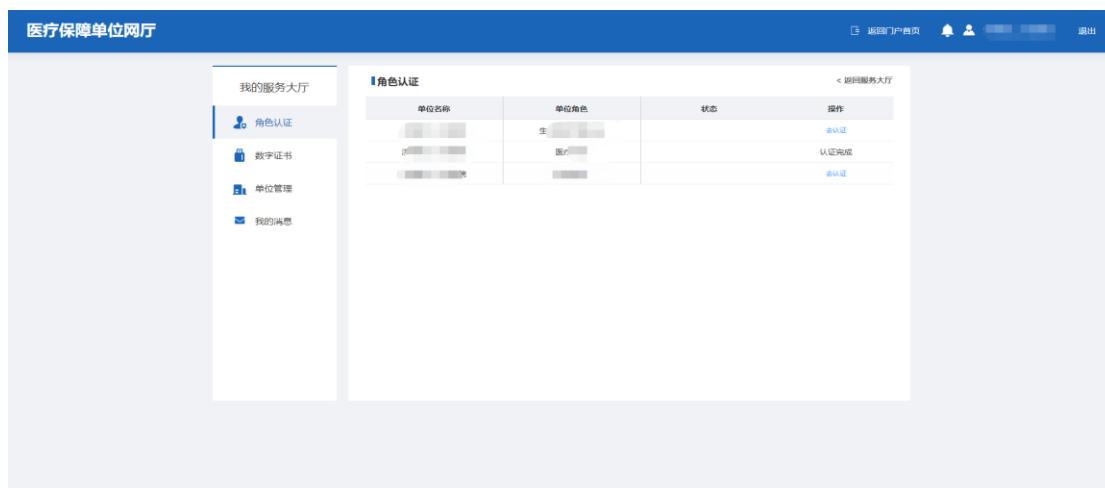 医疗保障单位网厅
返回门户首页 退出
我的服务大厅
角色认证
数字证书
单位管理
我的消息
角色认证 < 返回服务大厅
单位名称 单位角色 状态 操作
生 去认证
医疗 认证完成
去认证